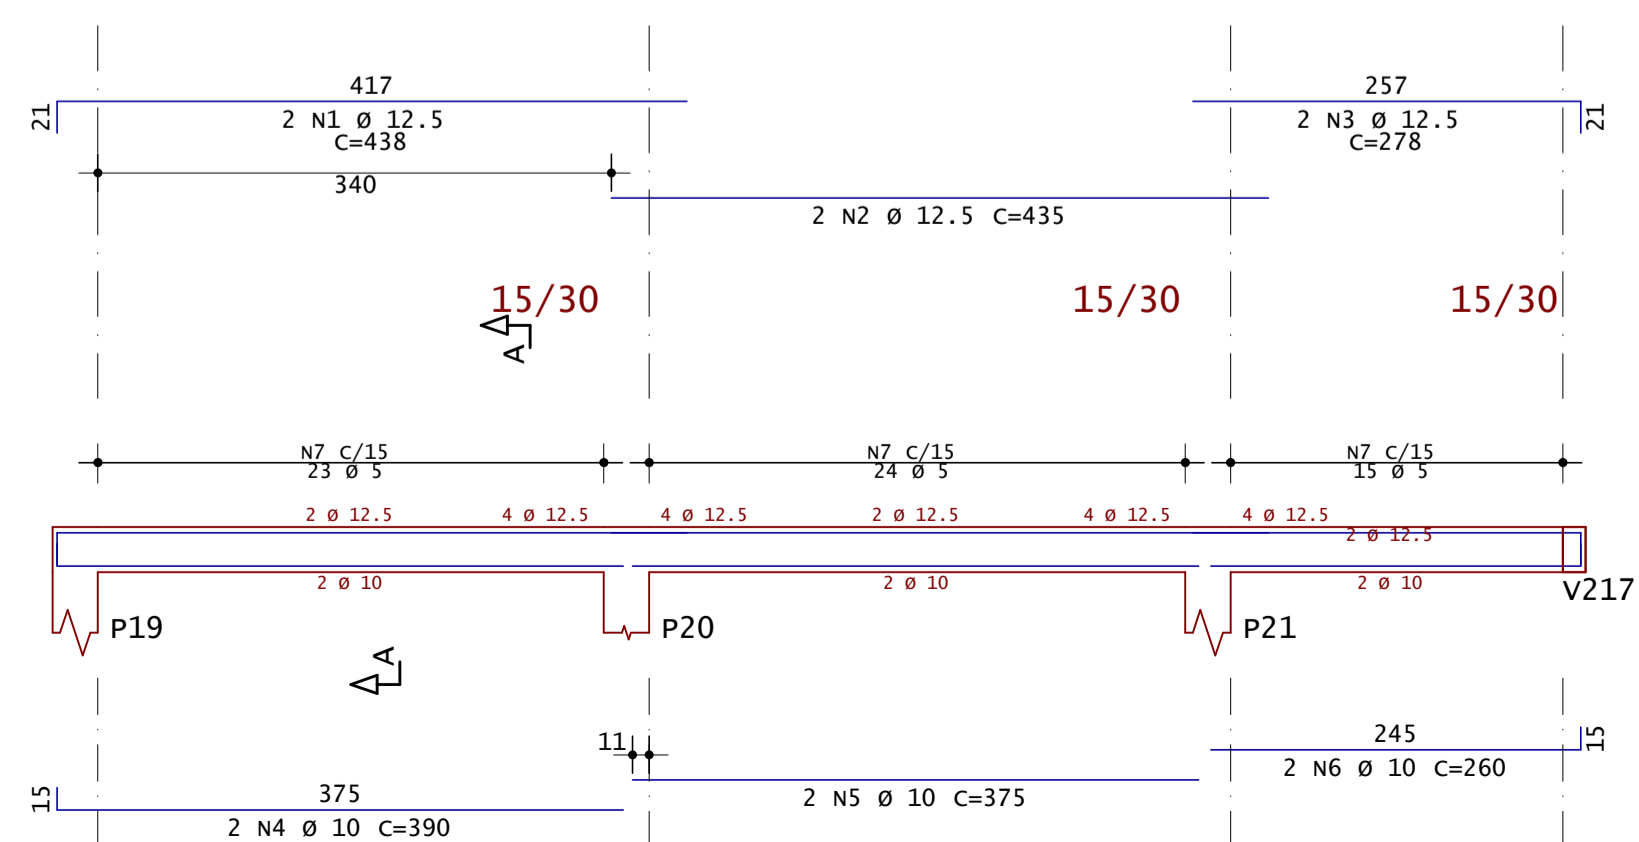 417
257
21
2 N1 Ø 12.5
C=438
2 N3 Ø 12.5
C=278
21
340
2 N2 Ø 12.5 C=435
15/30
15/30
15/30
A
N7 C/15
23 Ø 5
N7 C/15
24 Ø 5
N7 C/15
15 Ø 5
2 Ø 12.5
4 Ø 12.5
4 Ø 12.5
2 Ø 12.5
4 Ø 12.5
4 Ø 12.5
2 Ø 12.5
2 Ø 10
2 Ø 10
2 Ø 10
V217
P19
P20
P21
A
11
245
15
2 N6 Ø 10 C=260
375
15
2 N5 Ø 10 C=375
2 N4 Ø 10 C=390